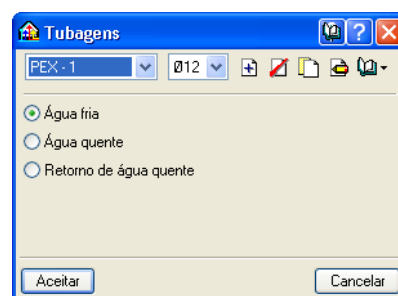 Tubagens
PEX - 1 Ø12
Água fria
Água quente
Retorno de água quente
Aceitar Cancelar